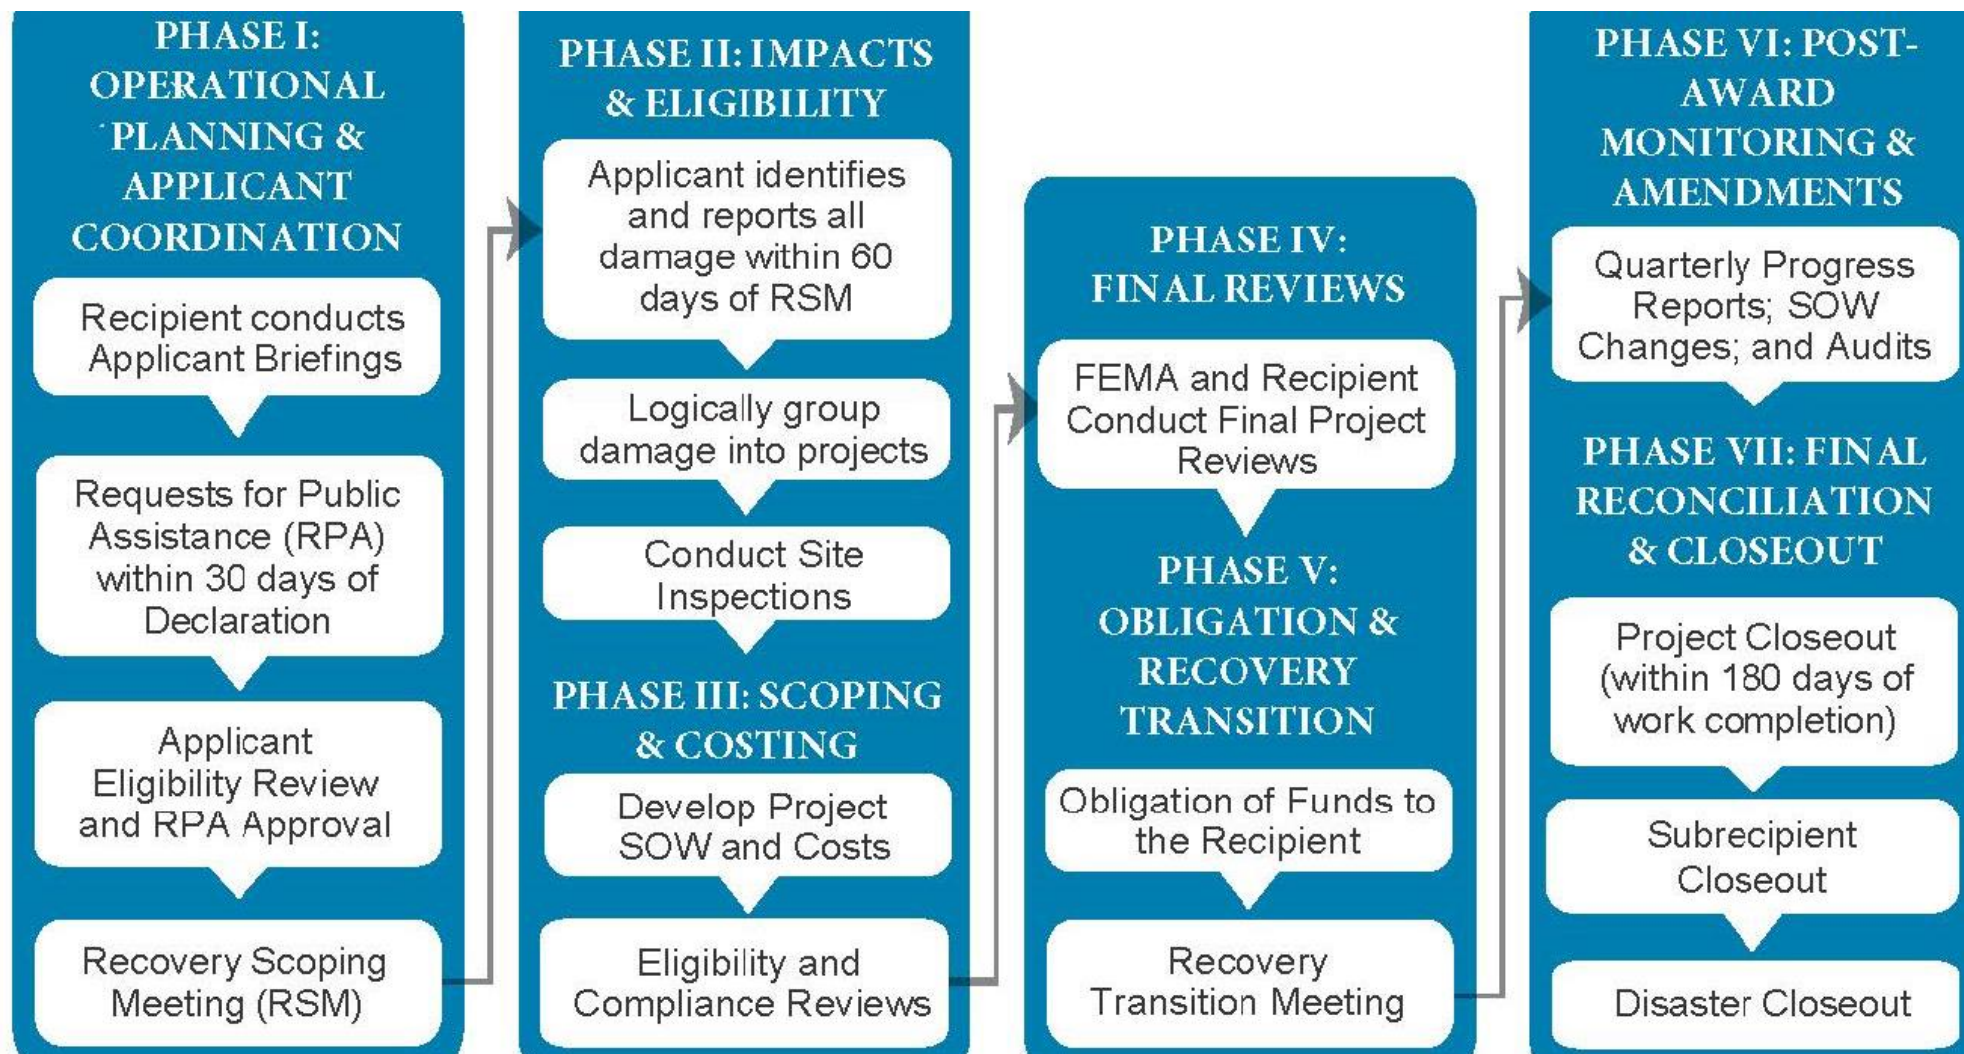 PHASE I:
OPERATIONAL
PLANNING &
APPLICANT
COORDINATION
Recipient conducts
Applicant Briefings
Requests for Public
Assistance (RPA)
within 30 days of
Declaration
Applicant
Eligibility Review
and RPA Approval
Recovery Scoping
Meeting (RSM)
PHASE II: IMPACTS
& ELIGIBILITY
Applicant identifies
and reports all
damage within 60
days of RSM
Logically group
damage into projects
Conduct Site
Inspections
PHASE III: SCOPING
& COSTING
Develop Project
SOW and Costs
Eligibility and
Compliance Reviews
PHASE IV:
FINAL REVIEWS
FEMA and Recipient
Conduct Final Project
Reviews
PHASE V:
OBLIGATION &
RECOVERY
TRANSITION
Obligation of Funds to
the Recipient
Recovery
Transition Meeting
PHASE VI: POST-
AWARD
MONITORING &
AMENDMENTS
Quarterly Progress
Reports; SOW
Changes; and Audits
PHASE VII: FINAL
RECONCILIATION
& CLOSEOUT
Project Closeout
(within 180 days of
work completion)
Subrecipient
Closeout
Disaster Closeout